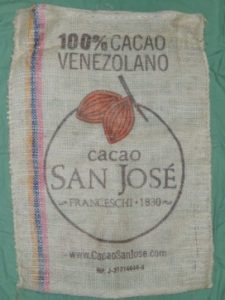 100% CACAO
VENEZOLANO
cacao
SAN JOSÉ
~ FRANCESCHI · 1830 ~
www.CacaoSanJose.com